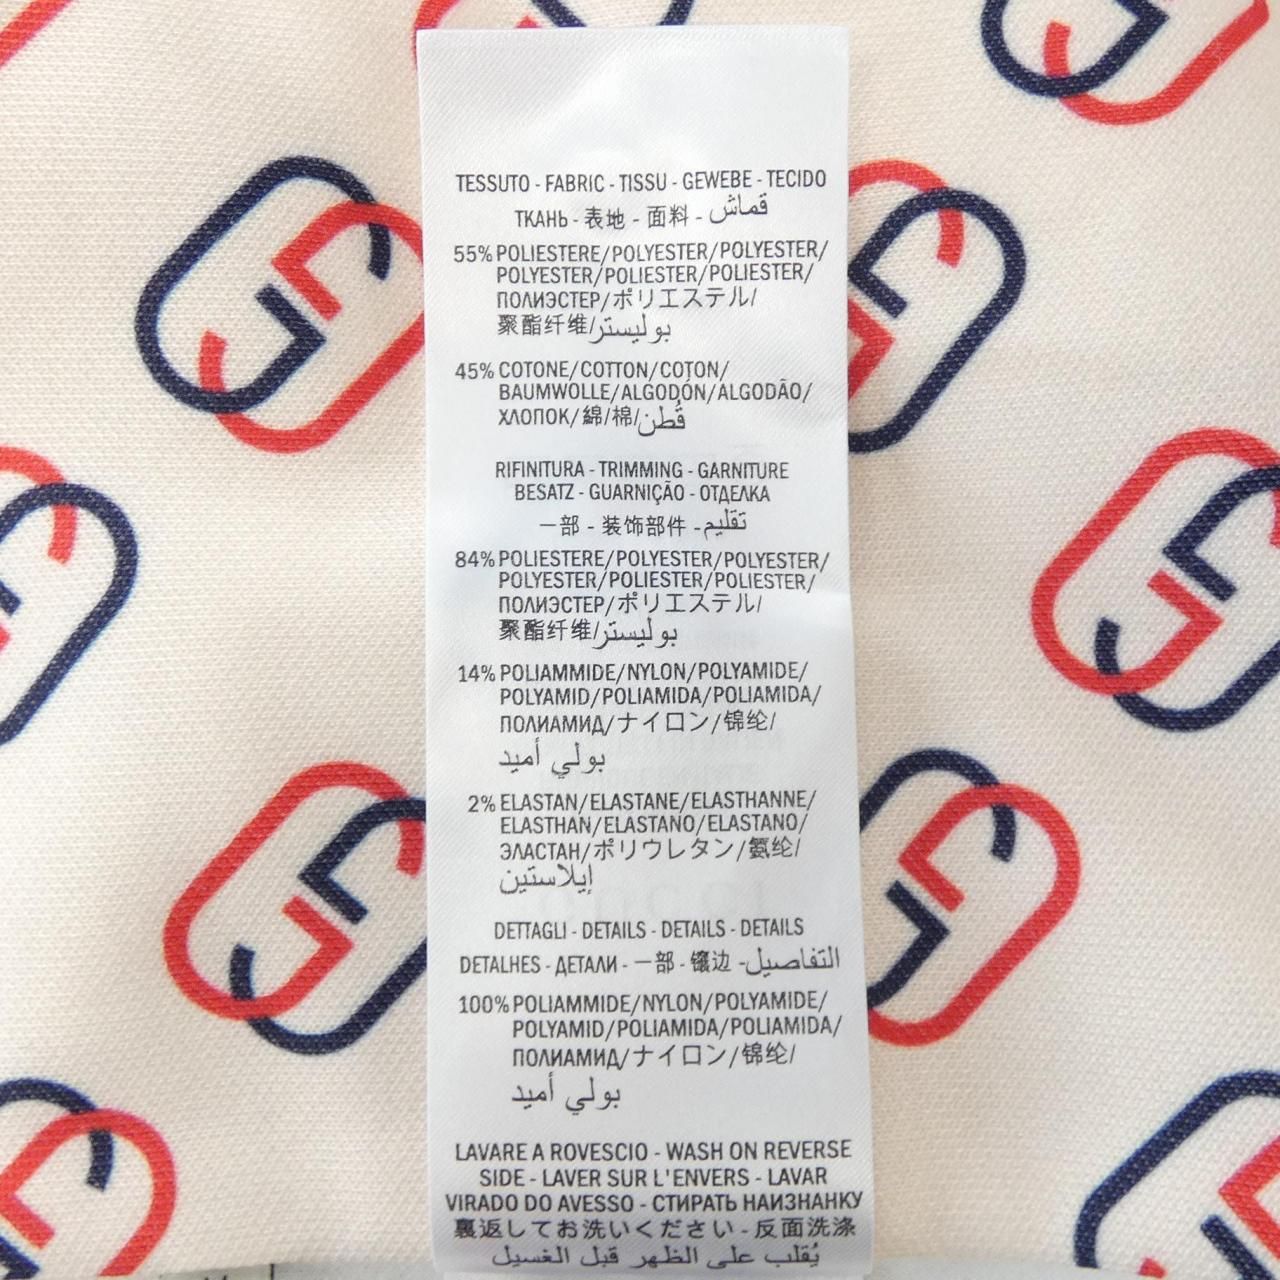 TESSUTO - FABRIC - TISSU - GEWEBE - TECIDO
ТКАНЬ - 表地 - 面料 - قماش
55% POLIESTERE/POLYESTER/POLYESTER/
POLYESTER/POLIESTER/POLIESTER/
ПОЛИЭСТЕР/ポリエステル/
聚酯纤维/بوليستر
45% COTONE/COTTON/COTON/
BAUMWOLLE/ALGODÓN/ALGODÃO/
ХЛОПОК/綿/棉/قُطن
RIFINITURA - TRIMMING - GARNITURE
BESATZ - GUARNIÇÃO - ОТДЕЛКА
一部 - 装饰部件 - تقليم
84% POLIESTERE/POLYESTER/POLYESTER/
POLYESTER/POLIESTER/POLIESTER/
ПОЛИЭСТЕР/ポリエステル/
聚酯纤维/بوليستر
14% POLIAMMIDE/NYLON/POLYAMIDE/
POLYAMID/POLIAMIDA/POLIAMIDA/
ПОЛИАМИД/ナイロン/锦纶/
بولي أميد
2% ELASTAN/ELASTANE/ELASTHANNE/
ELASTHAN/ELASTANO/ELASTANO/
ЭЛАСТАН/ポリウレタン/氨纶/
إيلاستين
DETTAGLI - DETAILS - DETAILS - DETAILS
DETALHES - ДЕТАЛИ - 一部 - 镶边 - التفاصيل
100% POLIAMMIDE/NYLON/POLYAMIDE/
POLYAMID/POLIAMIDA/POLIAMIDA/
ПОЛИАМИД/ナイロン/锦纶/
بولي أميد
LAVARE A ROVESCIO - WASH ON REVERSE
SIDE - LAVER SUR L'ENVERS - LAVAR
VIRADO DO AVESSO - СТИРАТЬ НАИЗНАНКУ
裏返してお洗いください - 反面洗涤
يُقلب على الظهر قبل الغسيل